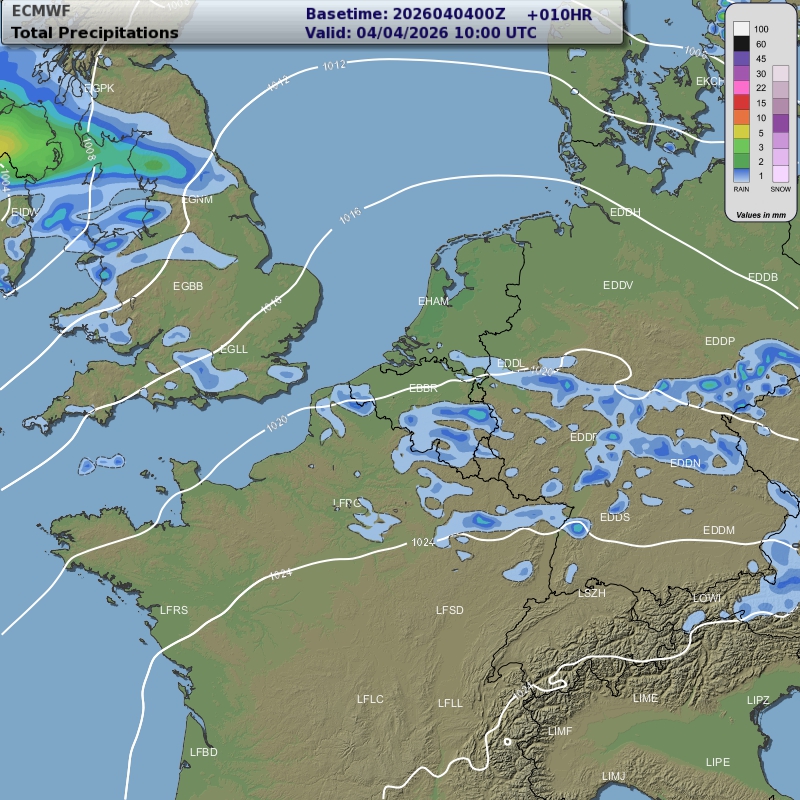 ECMWF
Basetime: 2026040400Z +010HR
Total Precipitations
Valid: 04/04/2026 10:00 UTC
100
60
45
30
22
15
10
5
3
2
1
RAIN SNOW
Values in mm
EGPK
EKCH
1012
1012
1008
1016
EIDW
EGNM
EDDH
EGBB
EDDV
EDDB
EHAM
1016
EGLL
EDDP
EDDL
1020
EBBR
1020
EDDF
EDDN
LFPG
EDDS
EDDM
1024
1024
LSZH
LOWI
LFRS
LFSD
LFLC
LFLL
1024
LIME
LIPZ
LIMF
LFBD
LIPE
LIMJ